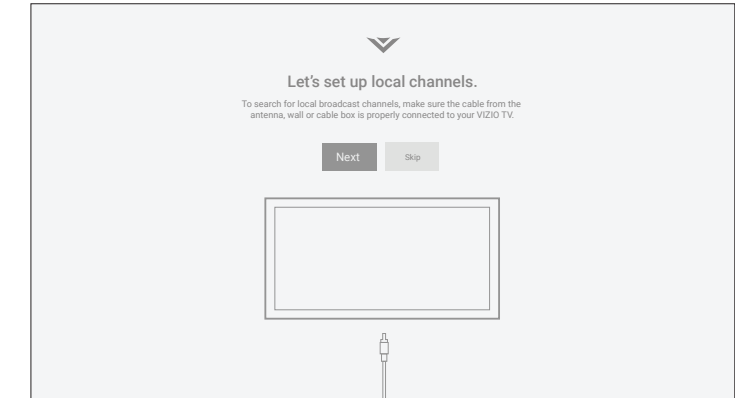 Let's set up local channels.
To search for local broadcast channels, make sure the cable from the
antenna, wall or cable box is properly connected to your VIZIO TV.
Next
Skip